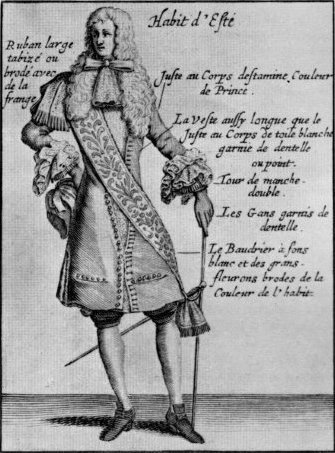 Habit d'Esté
Ruban large
tabizé ou
brode avec
de la
frange
Juste au Corps destamine Couleur
de Prince.
La Veste aussy longue que le
Juste au Corps de toile blanche
garnie de dentelle
ou point.
Tour de manche
double.
Les Gans garnis de
dentelle.
Le Baudrier à fons
blanc et des grans
fleurons brodes de la
Couleur de l'habit.